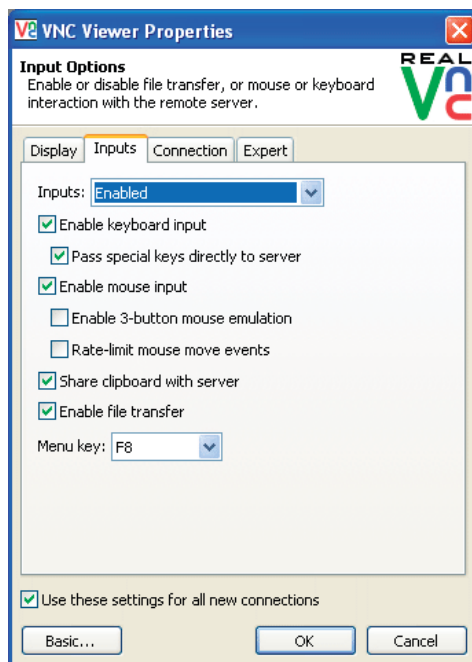 VNC Viewer Properties
Input Options
Enable or disable file transfer, or mouse or keyboard
interaction with the remote server.
REAL
VNC
Display Inputs Connection Expert
Inputs: Enabled
Enable keyboard input
Pass special keys directly to server
Enable mouse input
Enable 3-button mouse emulation
Rate-limit mouse move events
Share clipboard with server
Enable file transfer
Menu key: F8
Use these settings for all new connections
Basic... OK Cancel